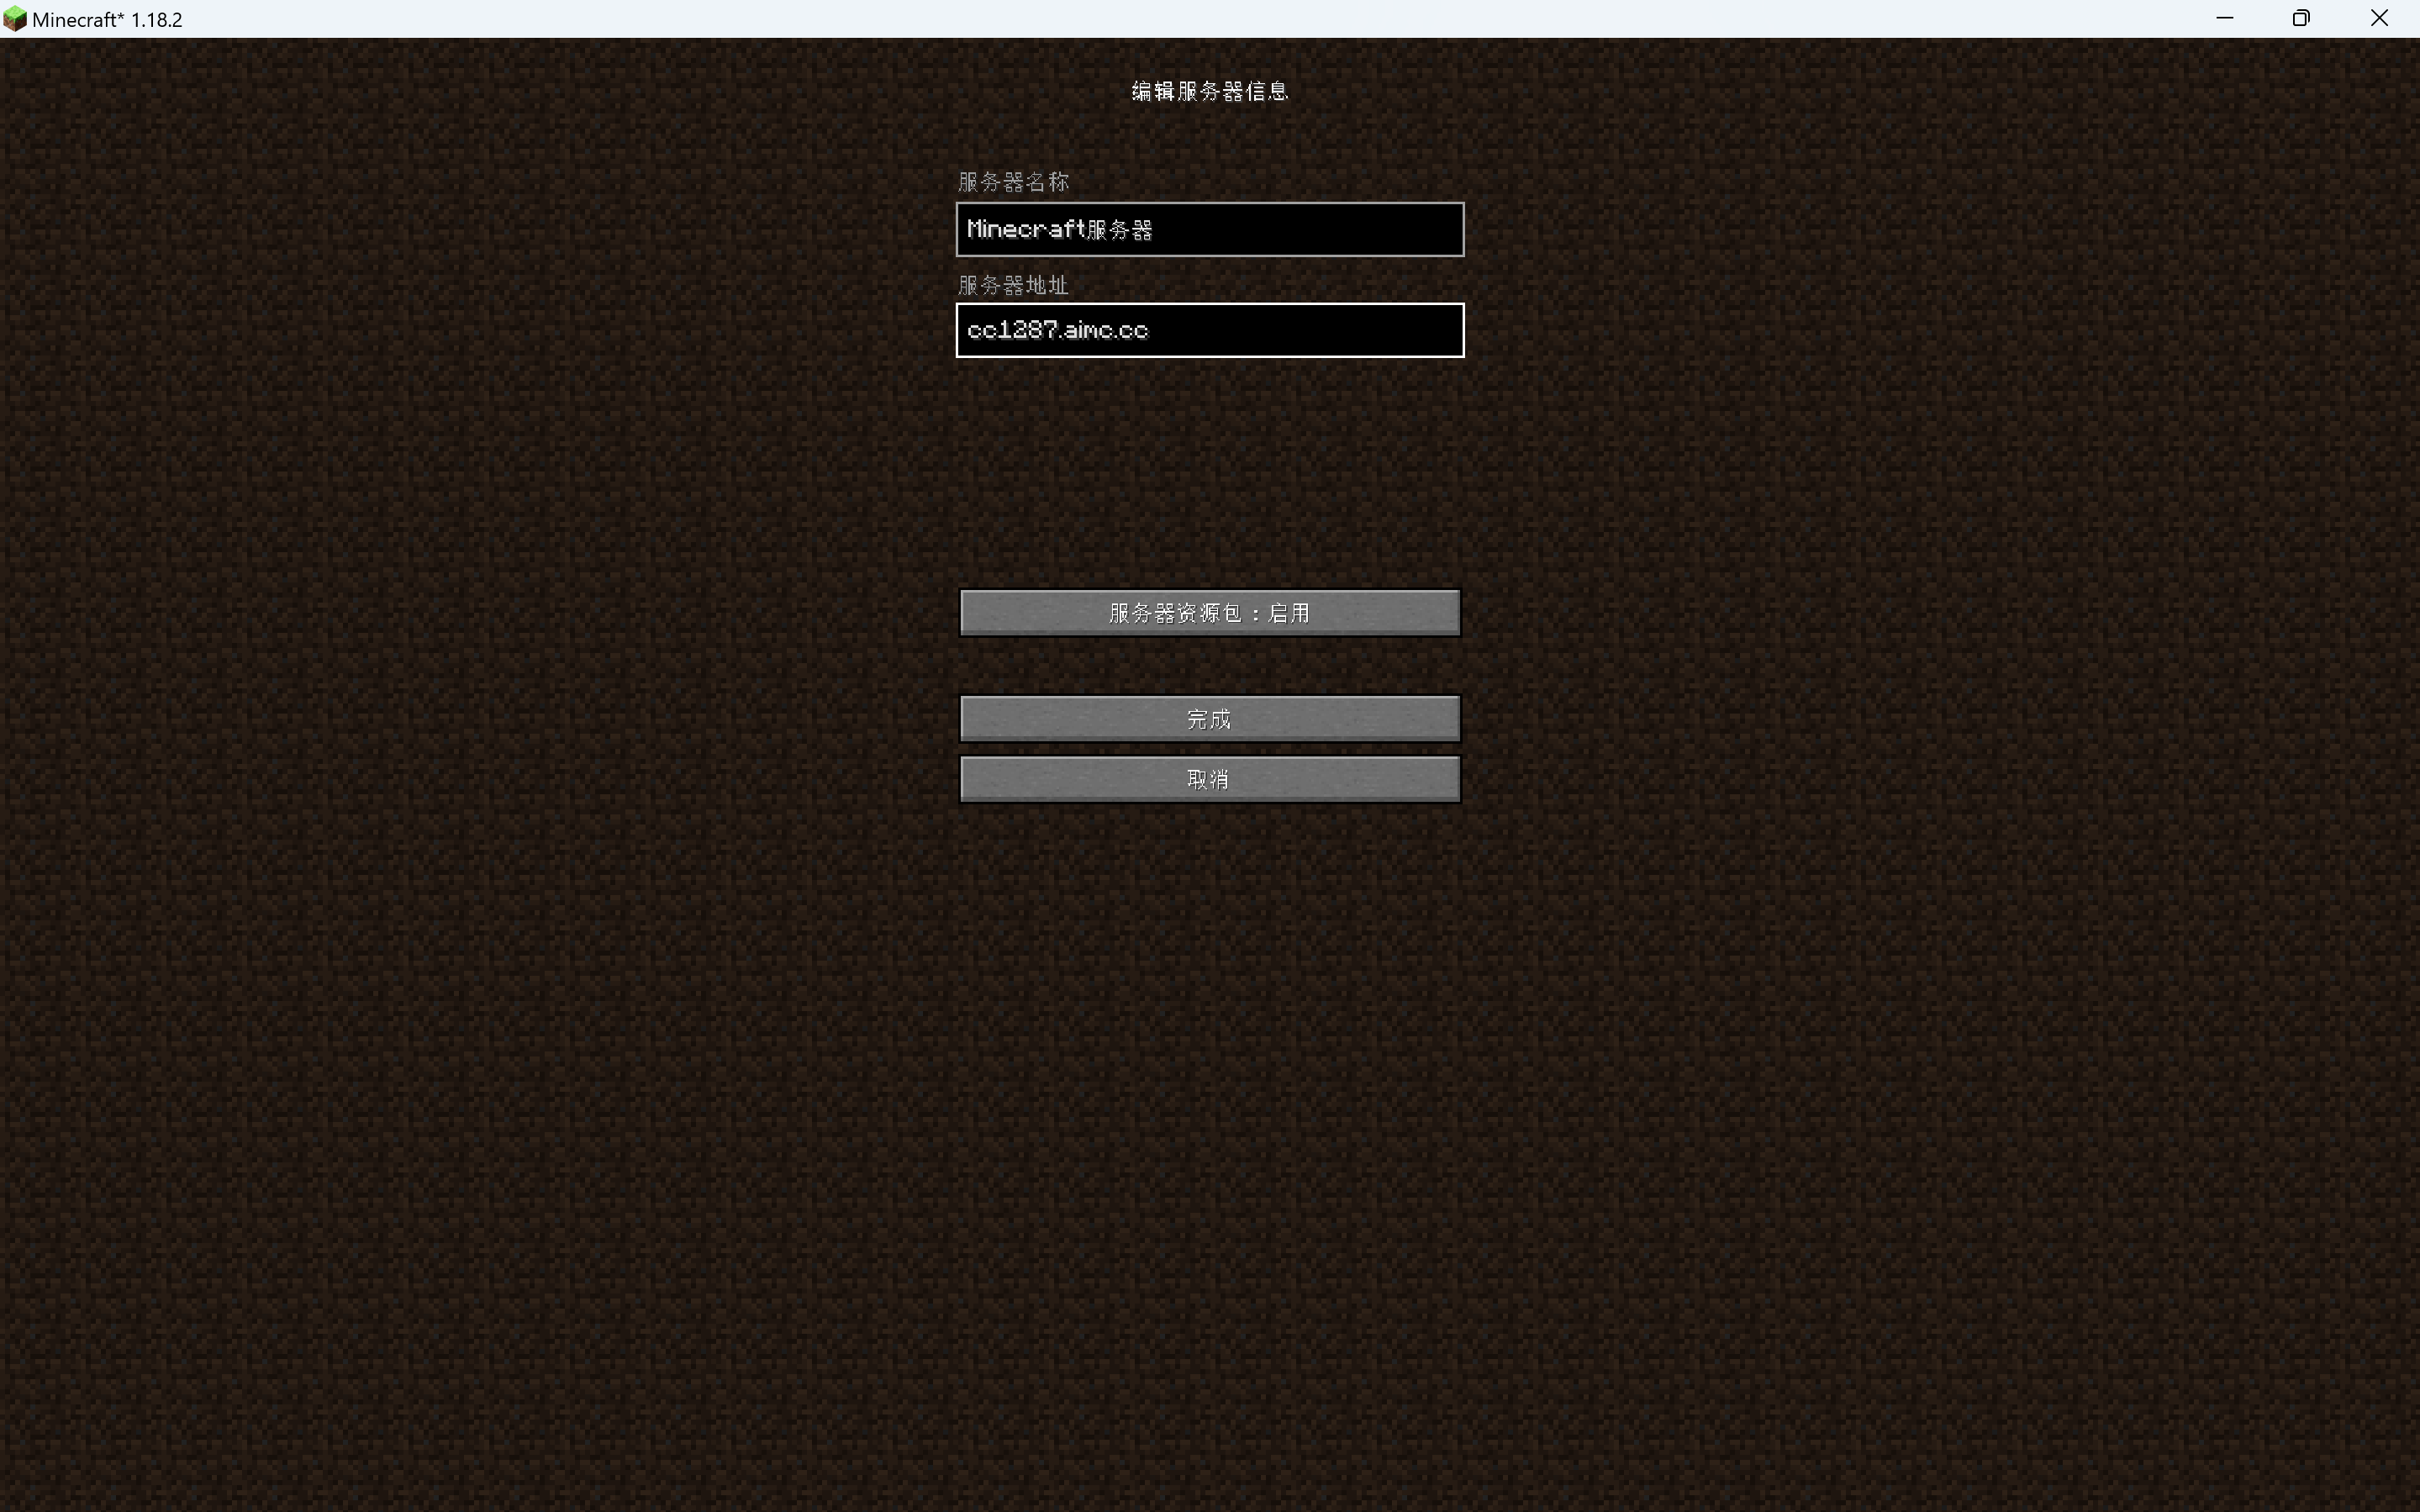 Minecraft* 1.18.2
编辑服务器信息
服务器名称
Minecraft服务器
服务器地址
cc1287.aimc.cc
服务器资源包：启用
完成
取消